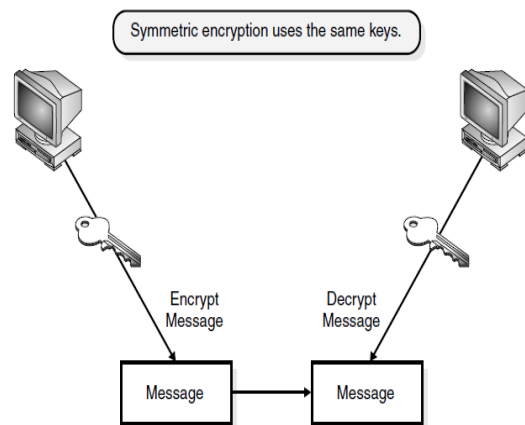 Symmetric encryption uses the same keys.
Encrypt
Message
Decrypt
Message
Message
Message